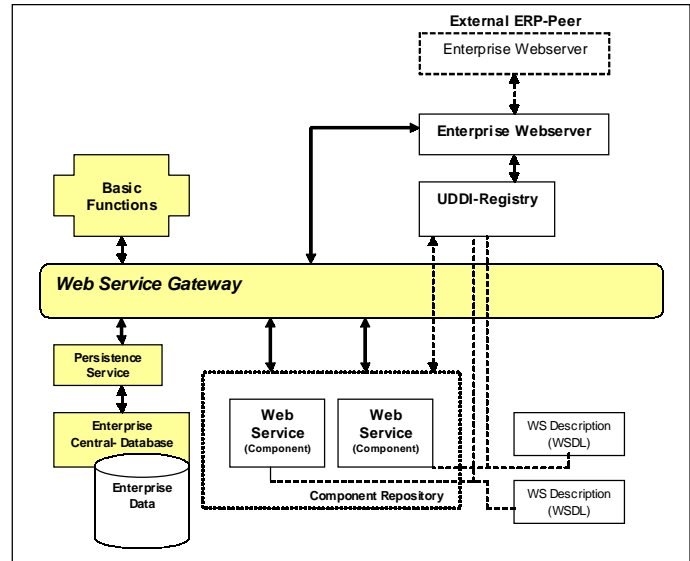 External ERP-Peer
Enterprise Webserver
Enterprise Webserver
Basic
Functions
UDDI-Registry
Web Service Gateway
Persistence
Service
Enterprise
Central- Database
Enterprise
Data
Web
Service
(Component)
Web
Service
(Component)
Component Repository
WS Description
(WSDL)
WS Description
(WSDL)